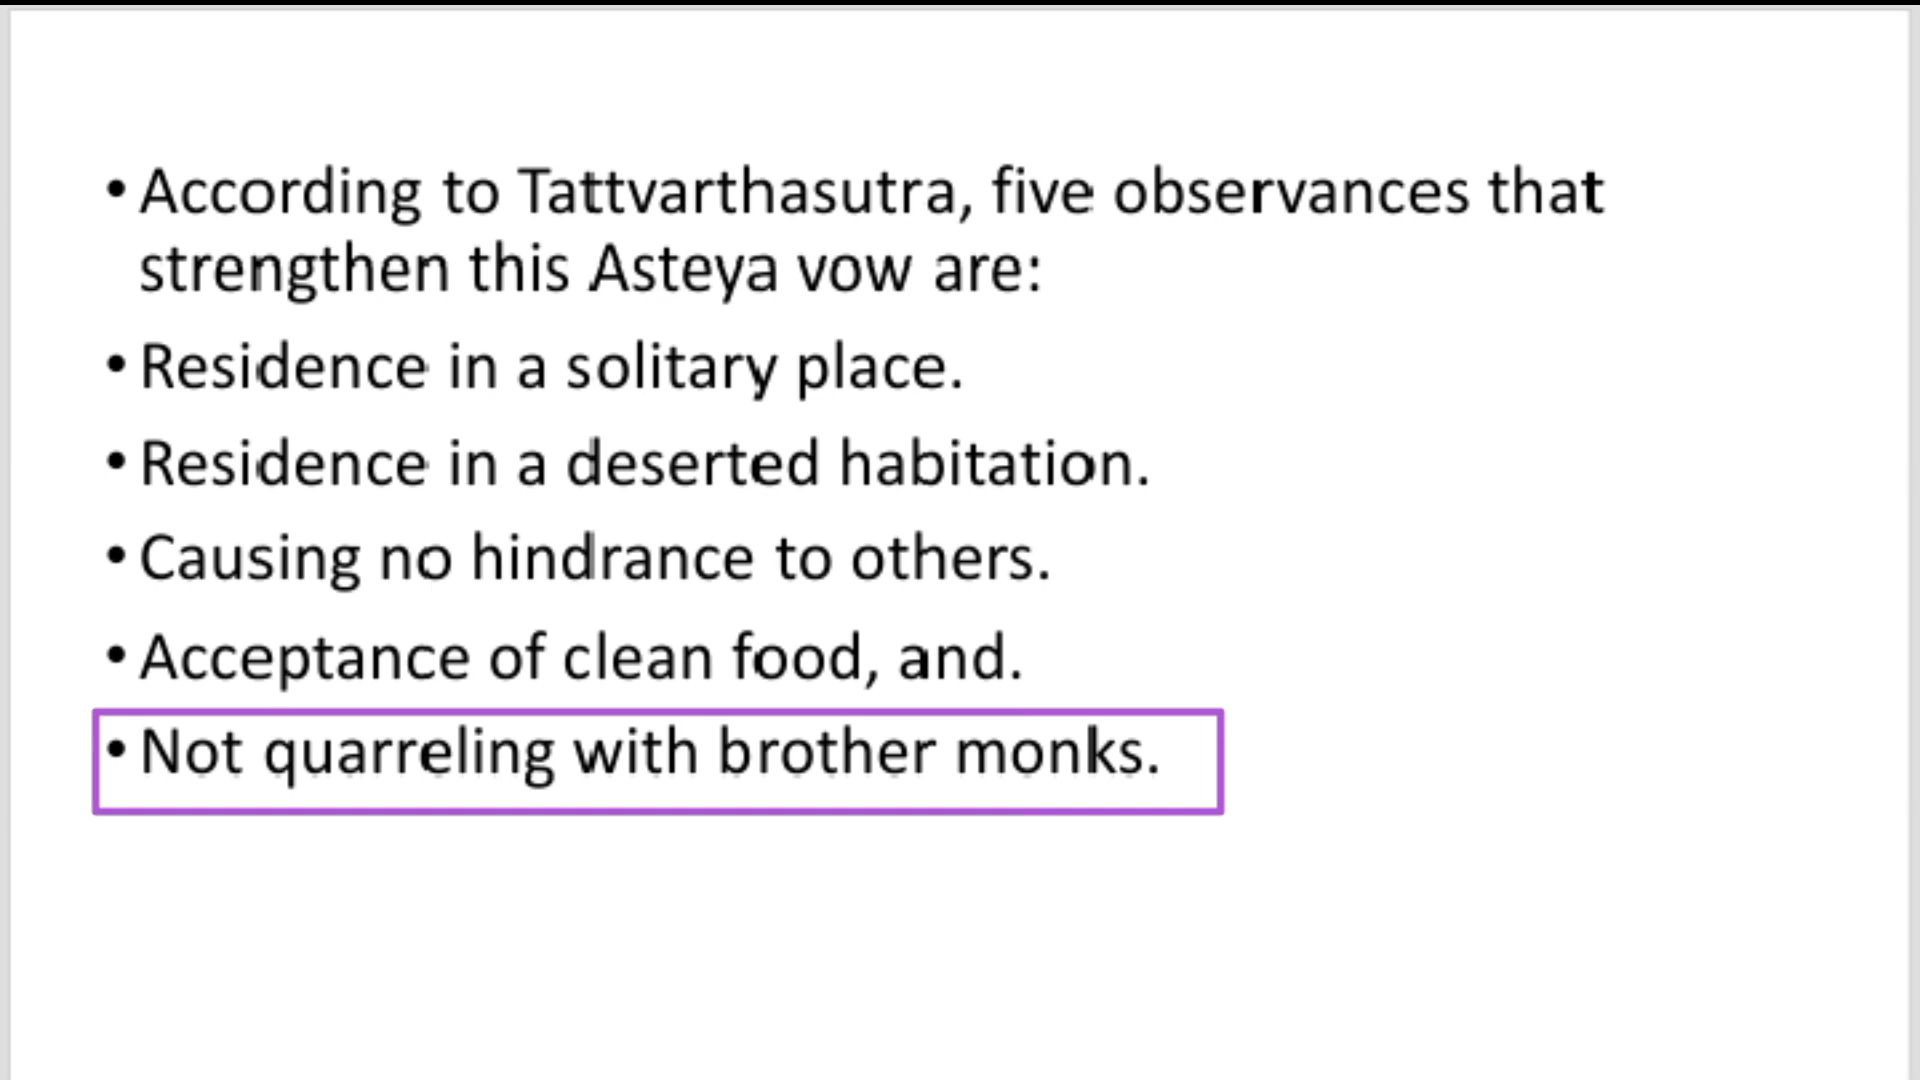 • According to Tattvarthasutra, five observances that
strengthen this Asteya vow are:
• Residence in a solitary place.
• Residence in a deserted habitation.
• Causing no hindrance to others.
• Acceptance of clean food, and.
• Not quarreling with brother monks.